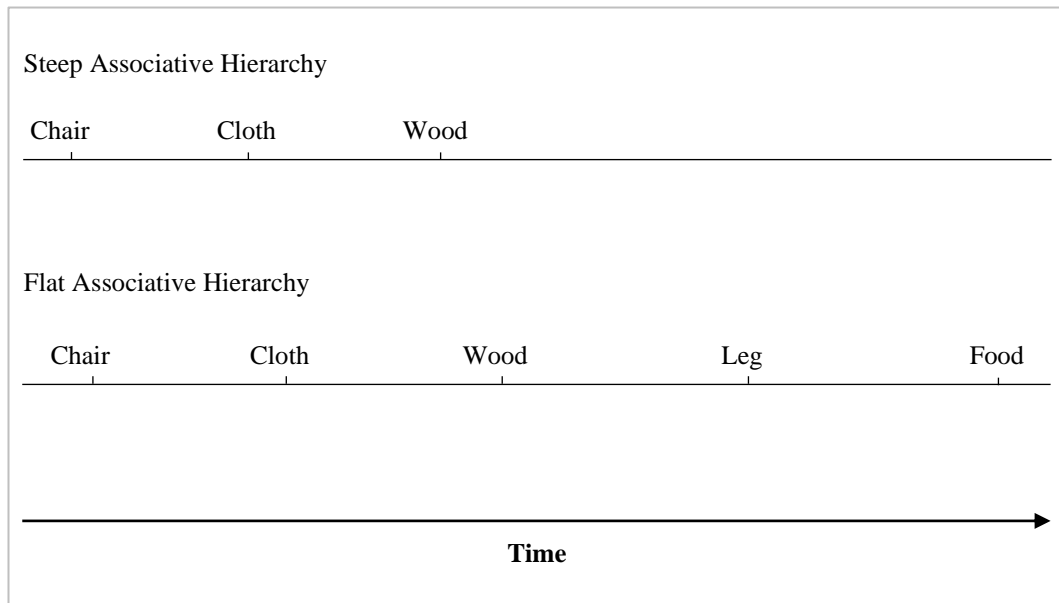 Steep Associative Hierarchy
Chair Cloth Wood
Flat Associative Hierarchy
Chair Cloth Wood Leg Food
Time